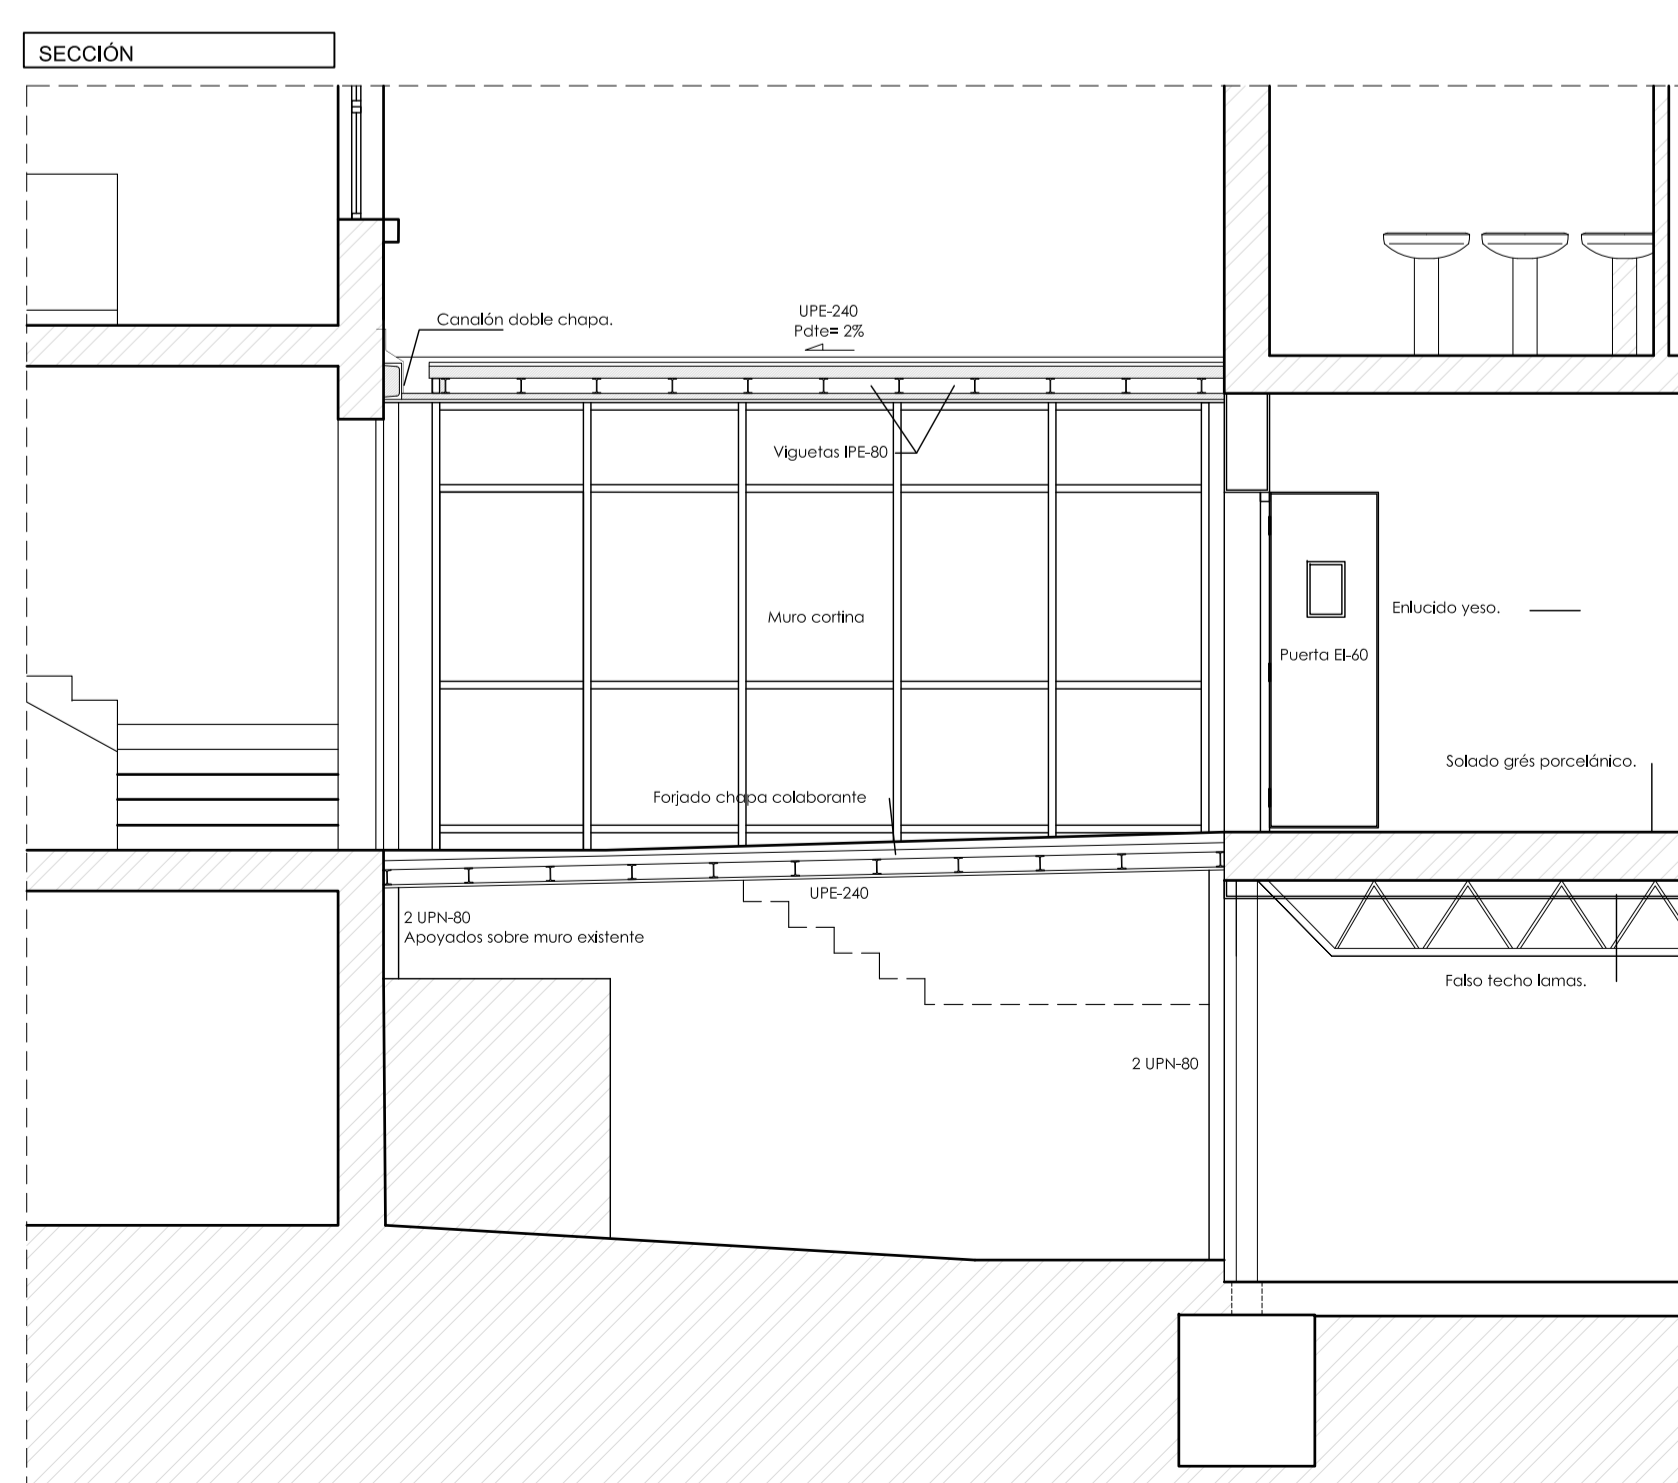 SECCIÓN
Canalón doble chapa.
UPE-240
Pdte= 2%
Viguetas IPE-80
Muro cortina
Enlucido yeso.
Puerta EI-60
Solado grés porcelánico.
Forjado chapa colaborante
UPE-240
2 UPN-80
Apoyados sobre muro existente
Falso techo lamas.
2 UPN-80